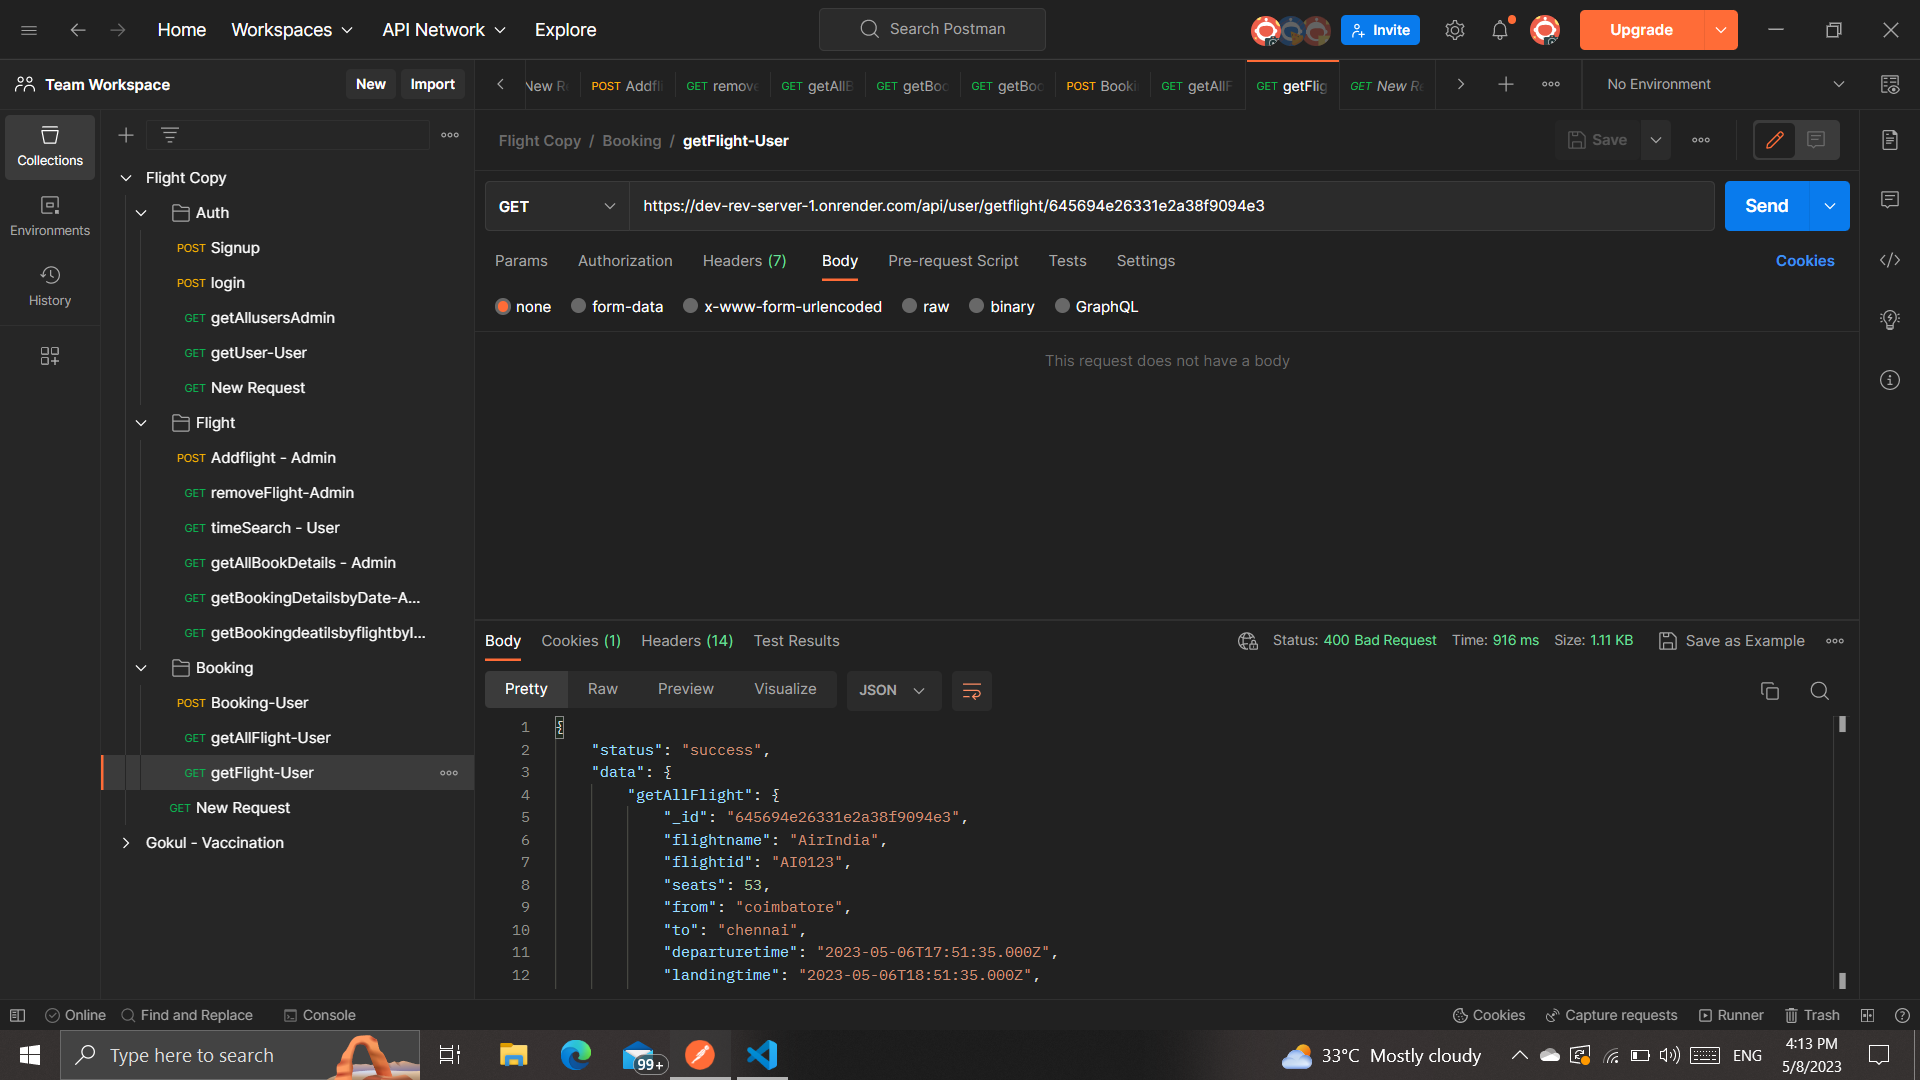 Home
Workspaces
API Network
Explore
Search Postman
Invite
Upgrade
Team Workspace
New
Import
New Re
POST Addfli
GET remove
GET getAllB
GET getBoo
GET getBoo
POST Booki
GET getAllF
GET getFlig
GET New Re
No Environment
Collections
Environments
History
Flight Copy
Auth
POST Signup
POST login
GET getAllusersAdmin
GET getUser-User
GET New Request
Flight
POST Addflight - Admin
GET removeFlight-Admin
GET timeSearch - User
GET getAllBookDetails - Admin
GET getBookingDetailsbyDate-A...
GET getBookingdeatilsbyflightbyI...
Booking
POST Booking-User
GET getAllFlight-User
GET getFlight-User
GET New Request
Gokul - Vaccination
Flight Copy / Booking / getFlight-User
Save
GET
https://dev-rev-server-1.onrender.com/api/user/getflight/645694e26331e2a38f9094e3
Send
Params
Authorization
Headers (7)
Body
Pre-request Script
Tests
Settings
Cookies
none
form-data
x-www-form-urlencoded
raw
binary
GraphQL
This request does not have a body
Body
Cookies (1)
Headers (14)
Test Results
Status: 400 Bad Request
Time: 916 ms
Size: 1.11 KB
Save as Example
Pretty
Raw
Preview
Visualize
JSON
1 {
2 "status": "success",
3 "data": {
4 "getAllFlight": {
5 "_id": "645694e26331e2a38f9094e3",
6 "flightname": "AirIndia",
7 "flightid": "AI0123",
8 "seats": 53,
9 "from": "coimbatore",
10 "to": "chennai",
11 "departuretime": "2023-05-06T17:51:35.000Z",
12 "landingtime": "2023-05-06T18:51:35.000Z",
Online
Find and Replace
Console
Cookies
Capture requests
Runner
Trash
Type here to search
99+
33°C Mostly cloudy
ENG
4:13 PM
5/8/2023